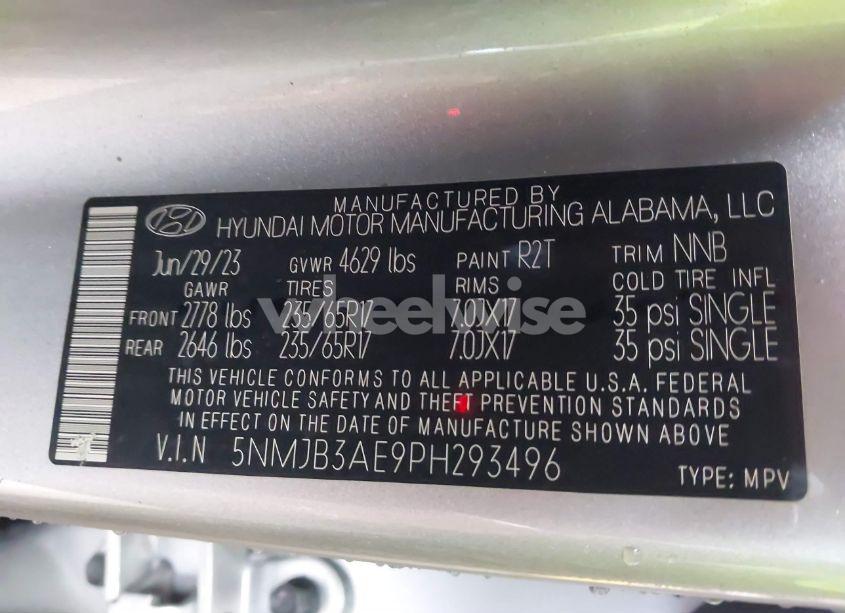 MANUFACTURED BY
HYUNDAI MOTOR MANUFACTURING ALABAMA, LLC
Jun/29/23 GVWR 4629 lbs PAINT R2T TRIM NNB
GAWR TIRES RIMS COLD TIRE INFL
FRONT 2778 lbs 235/65R17 7.0JX17 35 psi SINGLE
REAR 2646 lbs 235/65R17 7.0JX17 35 psi SINGLE
wheelwise
THIS VEHICLE CONFORMS TO ALL APPLICABLE U.S.A. FEDERAL
MOTOR VEHICLE SAFETY AND THEFT PREVENTION STANDARDS
IN EFFECT ON THE DATE OF MANUFACTURE SHOWN ABOVE
V.I.N 5NMJB3AE9PH293496
TYPE: MPV